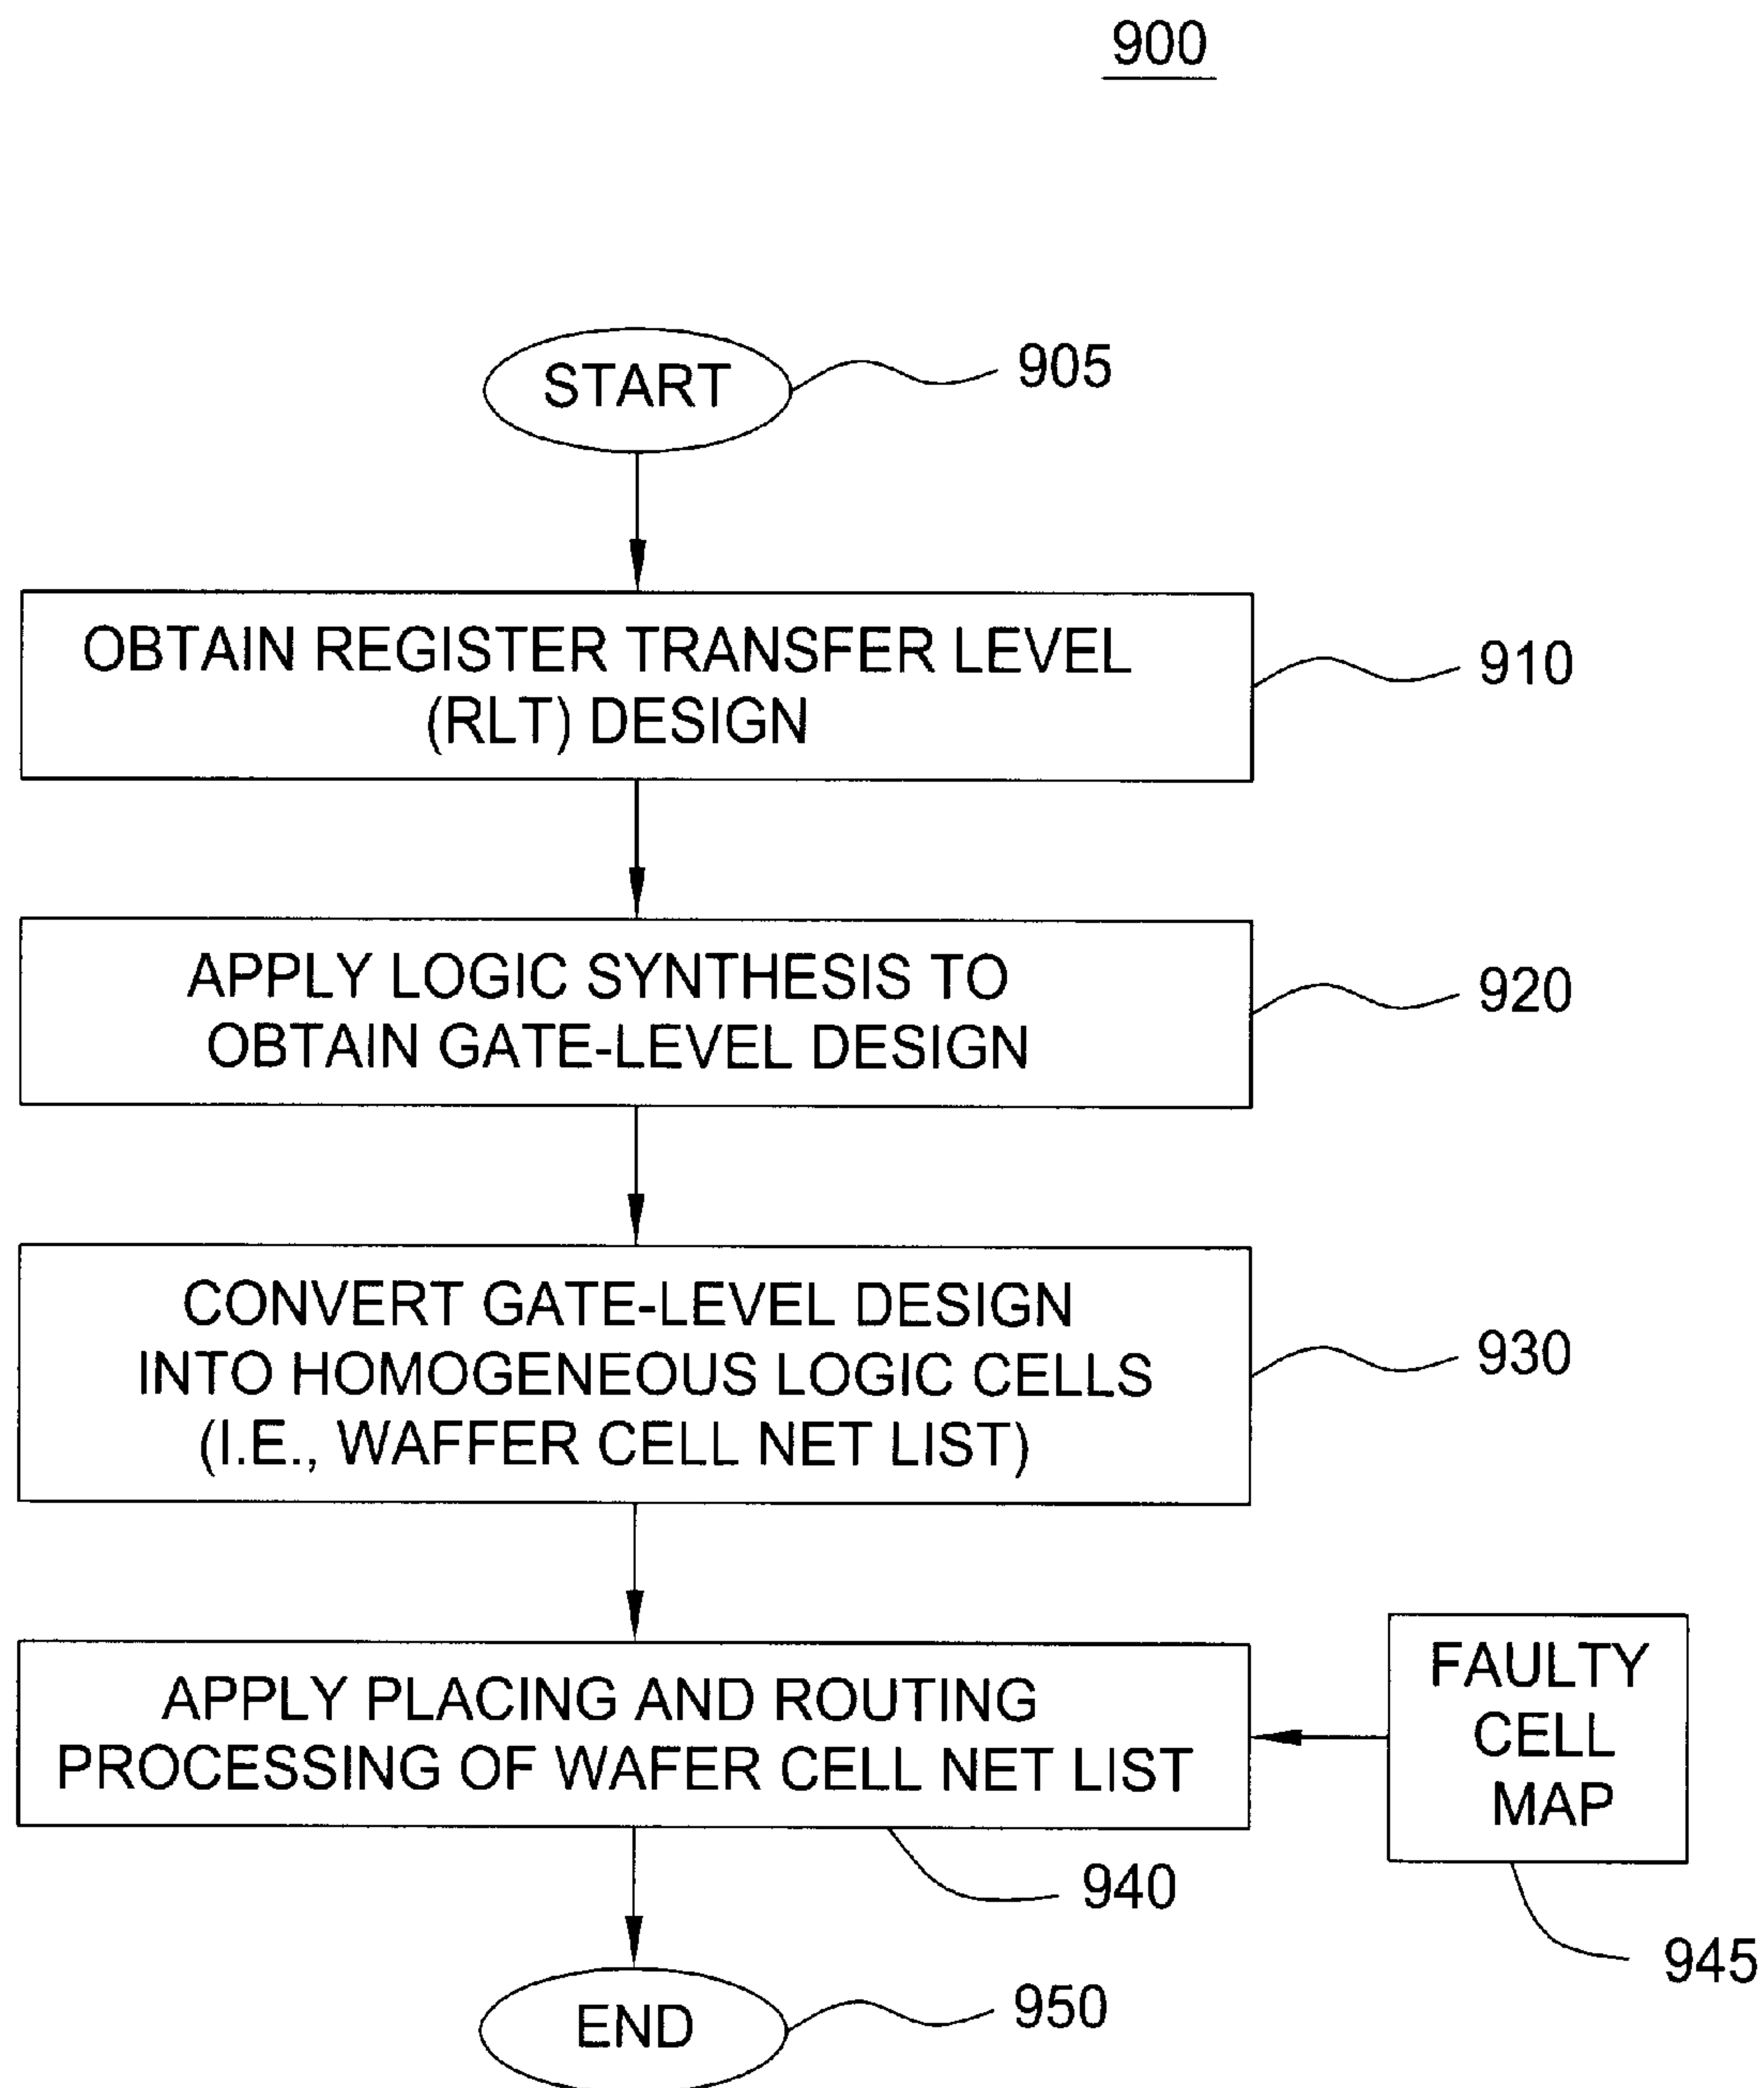 900
START
905
OBTAIN REGISTER TRANSFER LEVEL
(RLT) DESIGN
910
APPLY LOGIC SYNTHESIS TO
OBTAIN GATE-LEVEL DESIGN
920
CONVERT GATE-LEVEL DESIGN
INTO HOMOGENEOUS LOGIC CELLS
(I.E., WAFFER CELL NET LIST)
930
APPLY PLACING AND ROUTING
PROCESSING OF WAFER CELL NET LIST
940
FAULTY
CELL
MAP
945
END
950